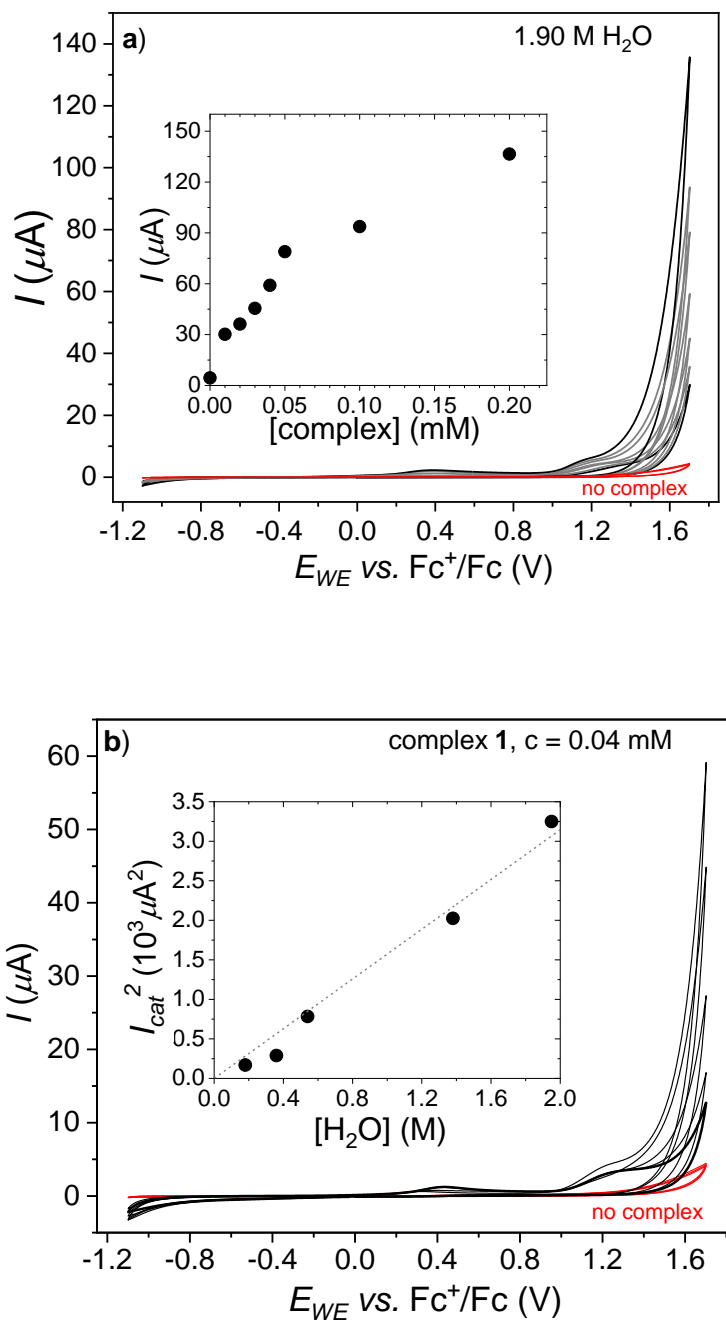 a)
1.90 M H₂O
I (μA)
140
120
100
80
60
40
20
0
I (μA)
150
120
90
60
30
0
0.00 0.05 0.10 0.15 0.20
[complex] (mM)
no complex
-1.2 -0.8 -0.4 0.0 0.4 0.8 1.2 1.6
E_WE vs. Fc⁺/Fc (V)
b)
complex 1, c = 0.04 mM
I (μA)
60
50
40
30
20
10
0
I_cat² (10³ μA²)
3.5
3.0
2.5
2.0
1.5
1.0
0.5
0.0
0.0 0.4 0.8 1.2 1.6 2.0
[H₂O] (M)
no complex
-1.2 -0.8 -0.4 0.0 0.4 0.8 1.2 1.6
E_WE vs. Fc⁺/Fc (V)